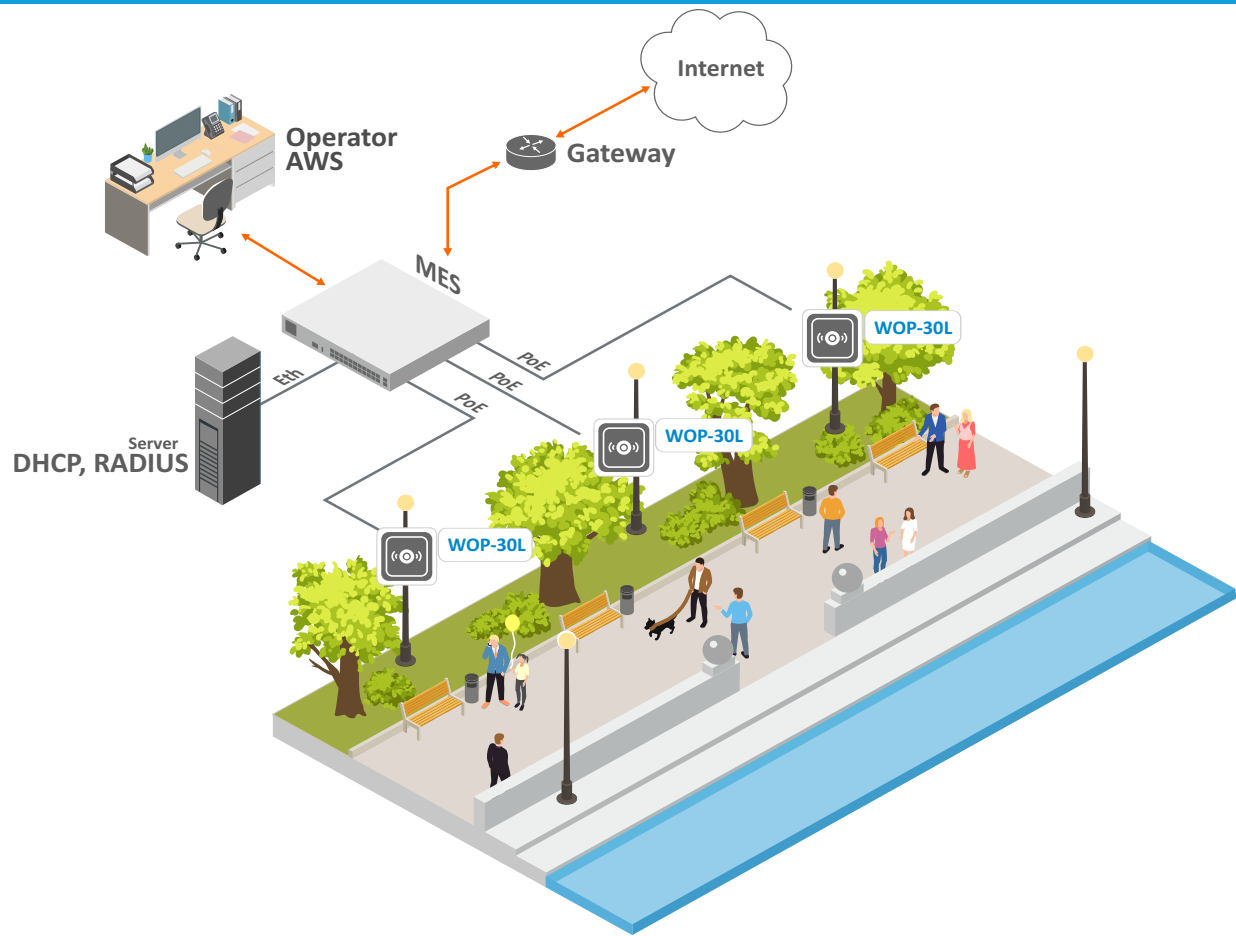 Internet
Operator
AWS
Gateway
MES
WOP-30L
PoE
PoE
Eth
PoE
WOP-30L
Server
DHCP, RADIUS
WOP-30L